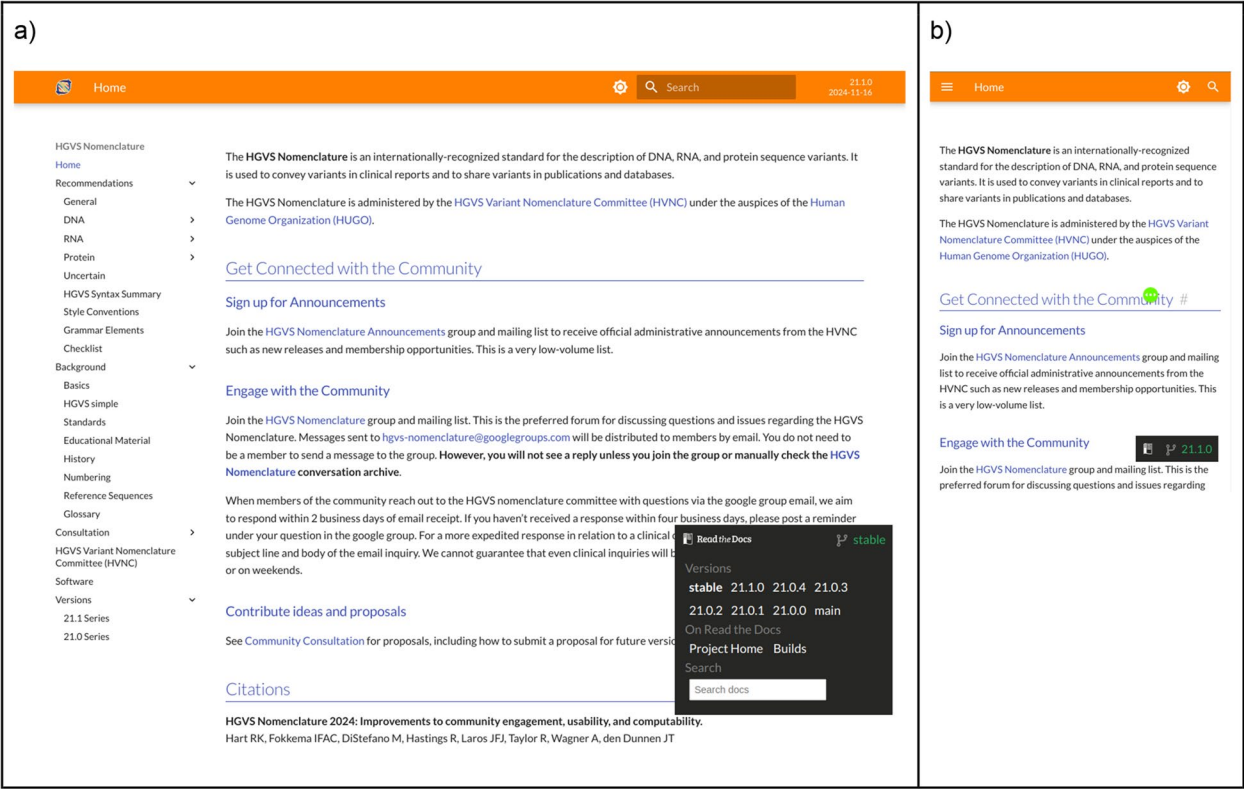 a)
Home
Search
21.1.0
2024-11-16
HGVS Nomenclature
Home
Recommendations
General
DNA
RNA
Protein
Uncertain
HGVS Syntax Summary
Style Conventions
Grammar Elements
Checklist
Background
Basics
HGVS simple
Standards
Educational Material
History
Numbering
Reference Sequences
Glossary
Consultation
HGVS Variant Nomenclature
Committee (HVNC)
Software
Versions
21.1 Series
21.0 Series
The HGVS Nomenclature is an internationally-recognized standard for the description of DNA, RNA, and protein sequence variants. It
is used to convey variants in clinical reports and to share variants in publications and databases.
The HGVS Nomenclature is administered by the HGVS Variant Nomenclature Committee (HVNC) under the auspices of the Human
Genome Organization (HUGO).
Get Connected with the Community
Sign up for Announcements
Join the HGVS Nomenclature Announcements group and mailing list to receive official administrative announcements from the HVNC
such as new releases and membership opportunities. This is a very low-volume list.
Engage with the Community
Join the HGVS Nomenclature group and mailing list. This is the preferred forum for discussing questions and issues regarding the HGVS
Nomenclature. Messages sent to hgvs-nomenclature@googlegroups.com will be distributed to members by email. You do not need to
be a member to send a message to the group. However, you will not see a reply unless you join the group or manually check the HGVS
Nomenclature conversation archive.
When members of the community reach out to the HGVS nomenclature committee with questions via the google group email, we aim
to respond within 2 business days of email receipt. If you haven't received a response within four business days, please post a reminder
under your question in the google group. For a more expedited response in relation to a clinical
subject line and body of the email inquiry. We cannot guarantee that even clinical inquiries will
or on weekends.
Contribute ideas and proposals
See Community Consultation for proposals, including how to submit a proposal for future
Citations
HGVS Nomenclature 2024: Improvements to community engagement, usability, and computability.
Hart RK, Fokkema IFAC, DiStefano M, Hastings R, Laros JFJ, Taylor R, Wagner A, den Dunnen JT
Read the Docs
stable
Versions
stable 21.1.0 21.0.4 21.0.3
21.0.2 21.0.1 21.0.0 main
On Read the Docs
Project Home Builds
Search
Search docs
b)
Home
The HGVS Nomenclature is an internationally-recognized
standard for the description of DNA, RNA, and protein sequence
variants. It is used to convey variants in clinical reports and to
share variants in publications and databases.
The HGVS Nomenclature is administered by the HGVS Variant
Nomenclature Committee (HVNC) under the auspices of the
Human Genome Organization (HUGO).
Get Connected with the Community #
Sign up for Announcements
Join the HGVS Nomenclature Announcements group and mailing
list to receive official administrative announcements from the
HVNC such as new releases and membership opportunities. This
is a very low-volume list.
Engage with the Community
21.1.0
Join the HGVS Nomenclature group and mailing list. This is the
preferred forum for discussing questions and issues regarding